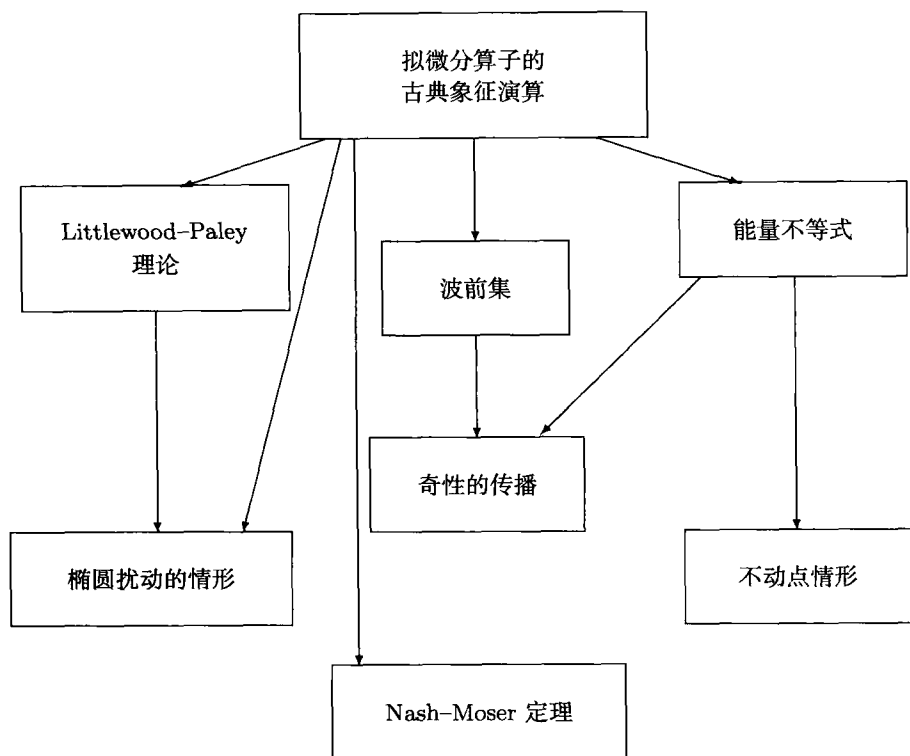 拟微分算子的
古典象征演算
Littlewood–Paley
理论
能量不等式
波前集
奇性的传播
椭圆扰动的情形
不动点情形
Nash–Moser 定理